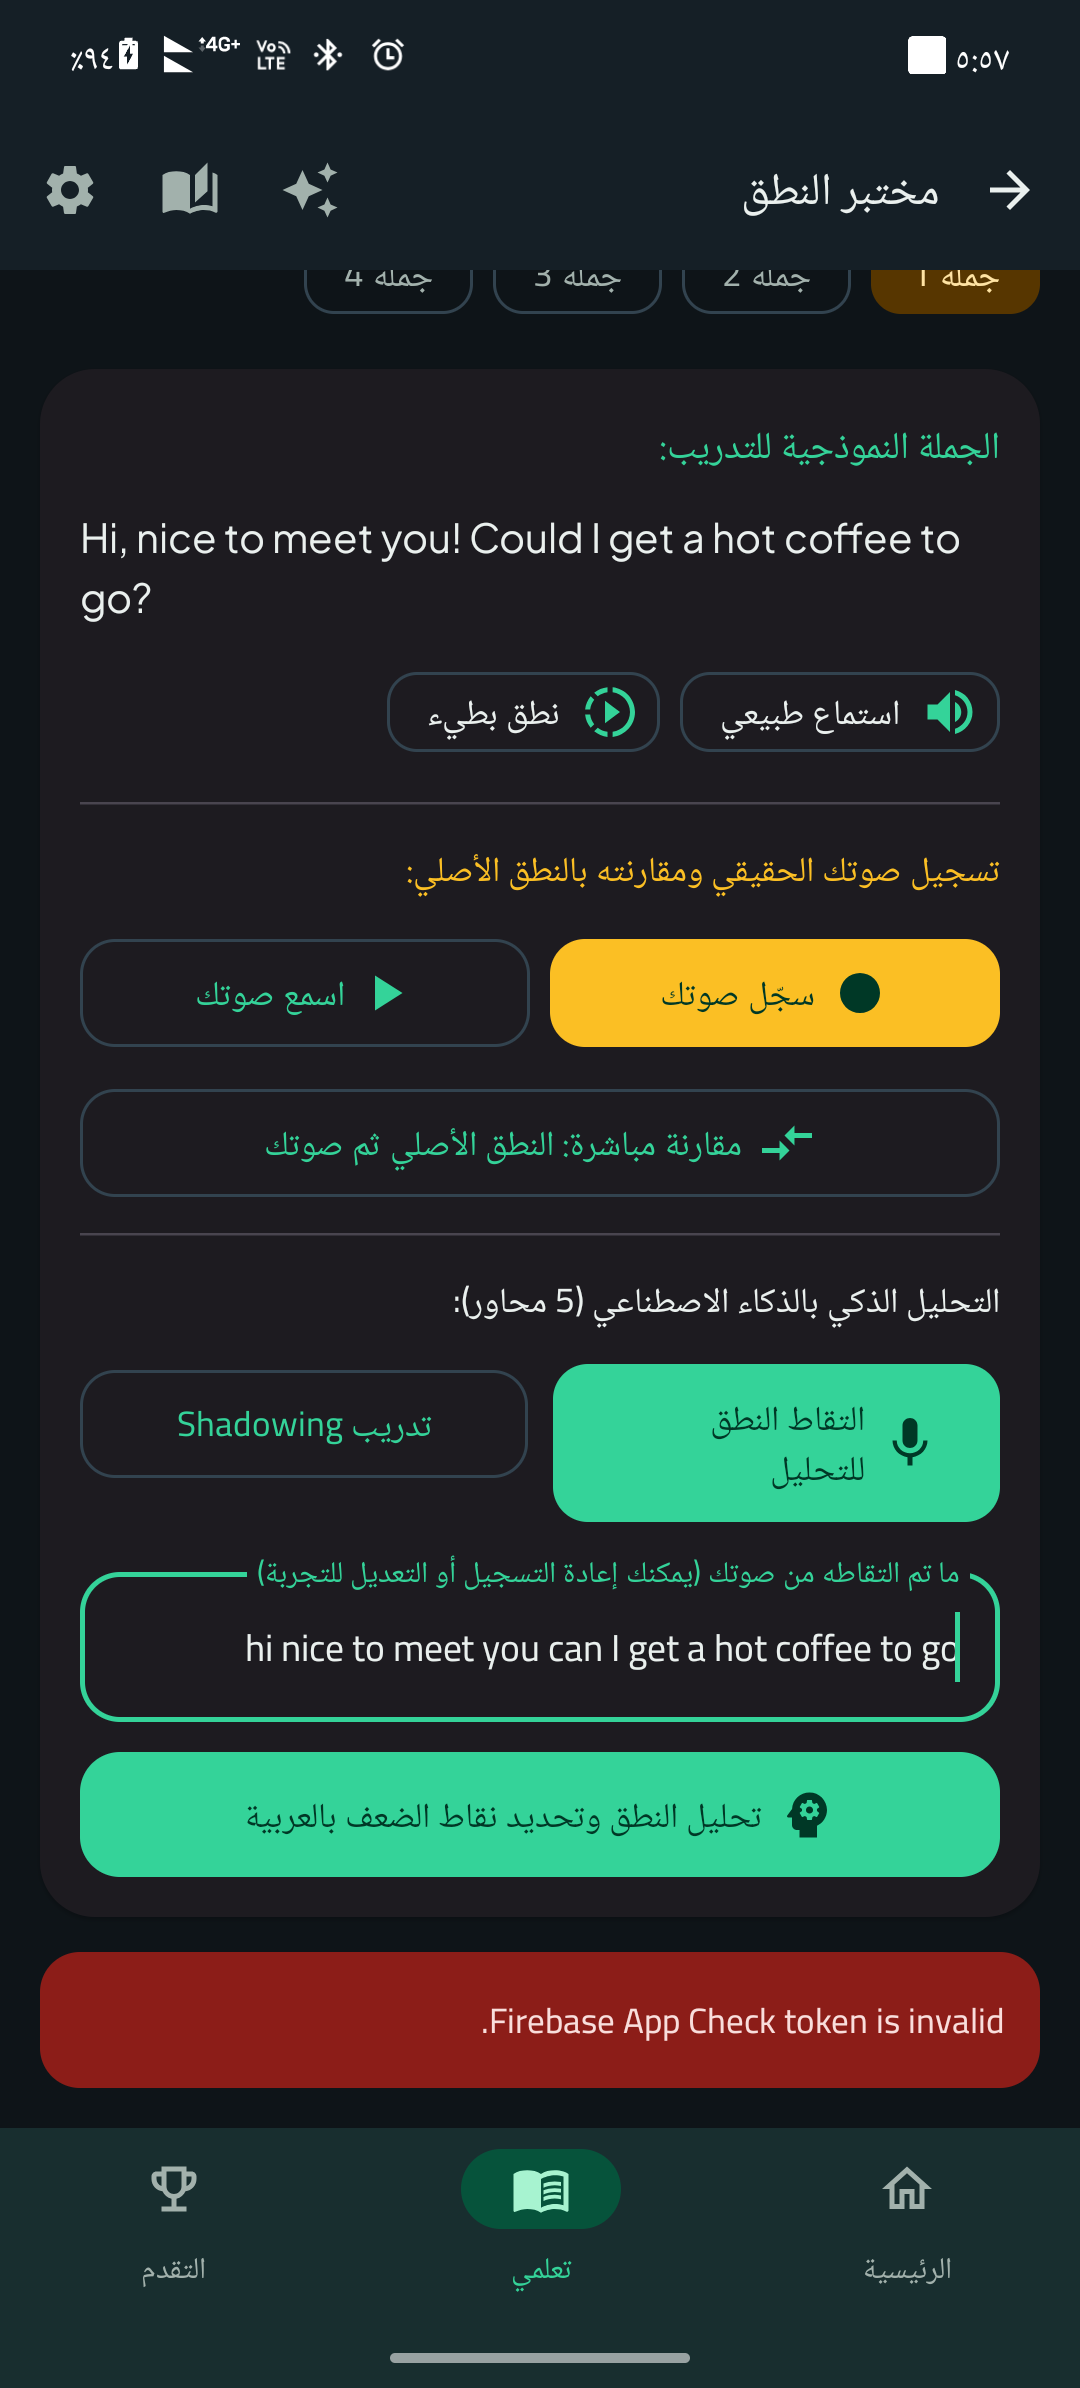 ٥:٥٧
4G+
Vo LTE
٪٩٤
مختبر النطق
جملة 1
جملة 2
جملة 3
جملة 4
الجملة النموذجية للتدريب:
Hi, nice to meet you! Could I get a hot coffee to
go?
استماع طبيعي
نطق بطيء
تسجيل صوتك الحقيقي ومقارنته بالنطق الأصلي:
سجّل صوتك
اسمع صوتك
مقارنة مباشرة: النطق الأصلي ثم صوتك
التحليل الذكي بالذكاء الاصطناعي (5 محاور):
التقاط النطق
للتحليل
تدريب Shadowing
ما تم التقاطه من صوتك (يمكنك إعادة التسجيل أو التعديل للتجربة)
hi nice to meet you can I get a hot coffee to go
تحليل النطق وتحديد نقاط الضعف بالعربية
Firebase App Check token is invalid.
الرئيسية
تعلمي
التقدم